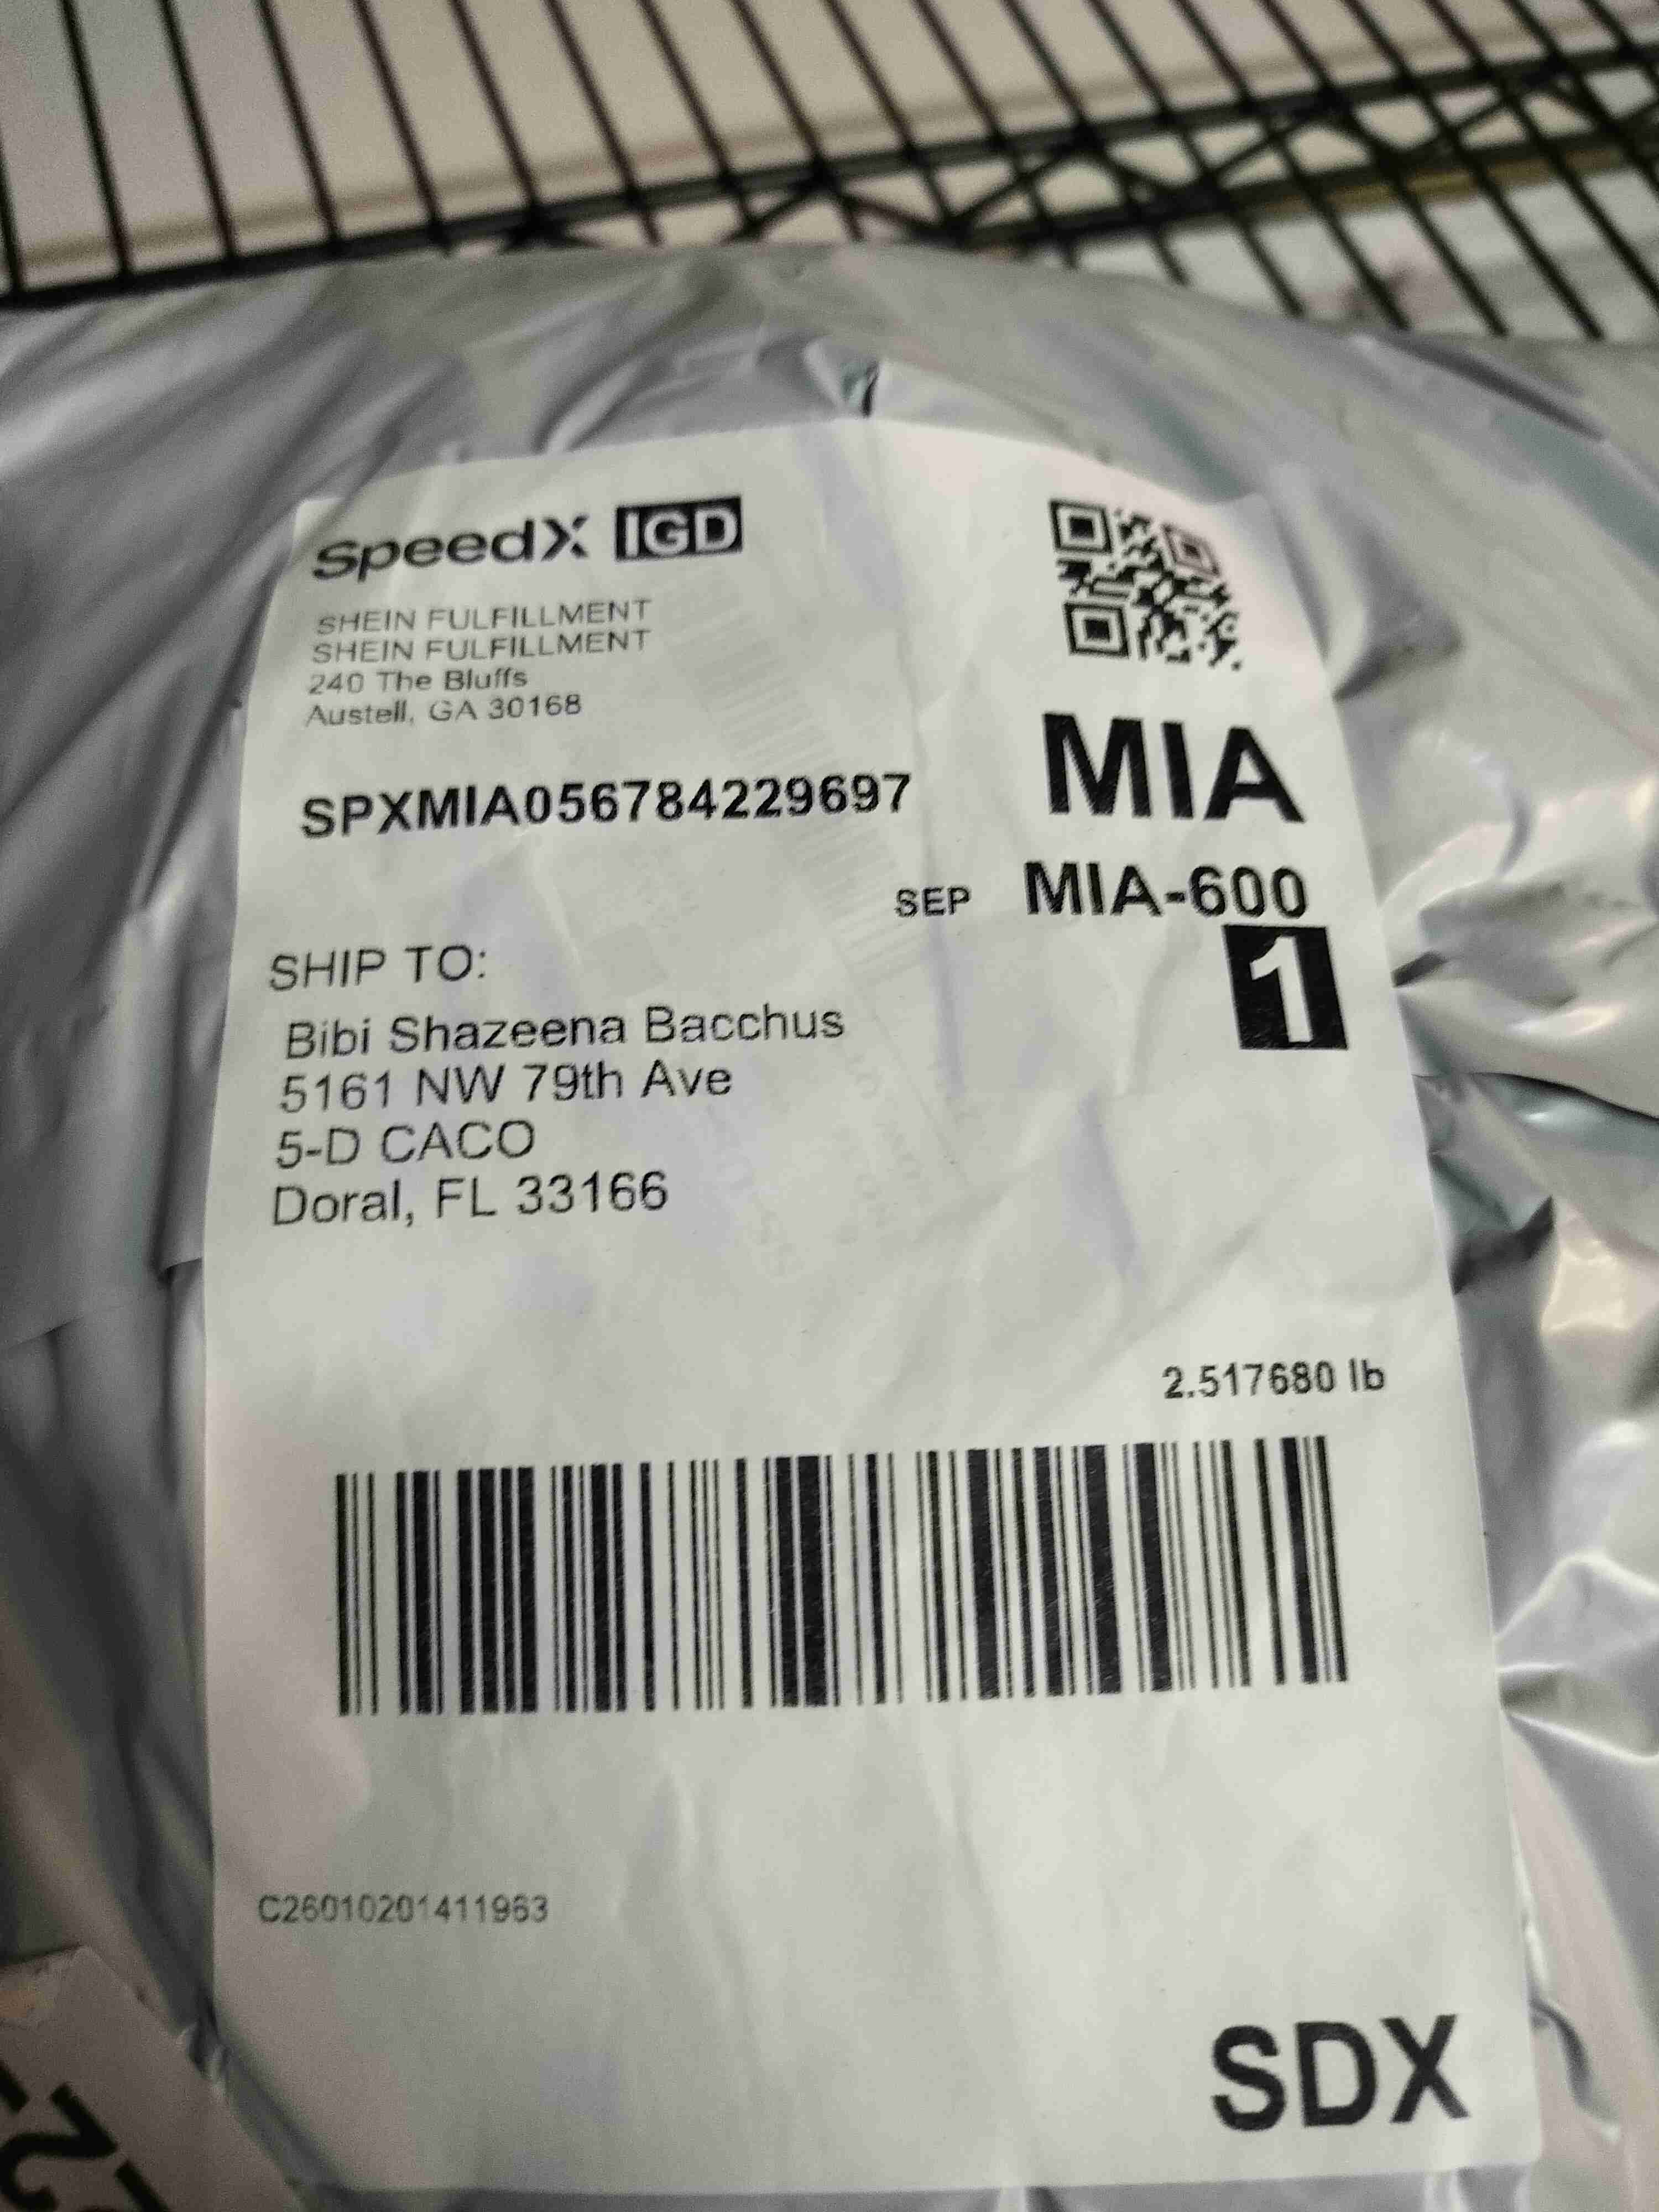 SpeedX IGD
SHEIN FULFILLMENT
SHEIN FULFILLMENT
240 The Bluffs
Austell, GA 30168
SPXMIA056784229697
MIA
SEP MIA-600
1
SHIP TO:
Bibi Shazeena Bacchus
5161 NW 79th Ave
5-D CACO
Doral, FL 33166
2.517680 lb
C26010201411963
SDX